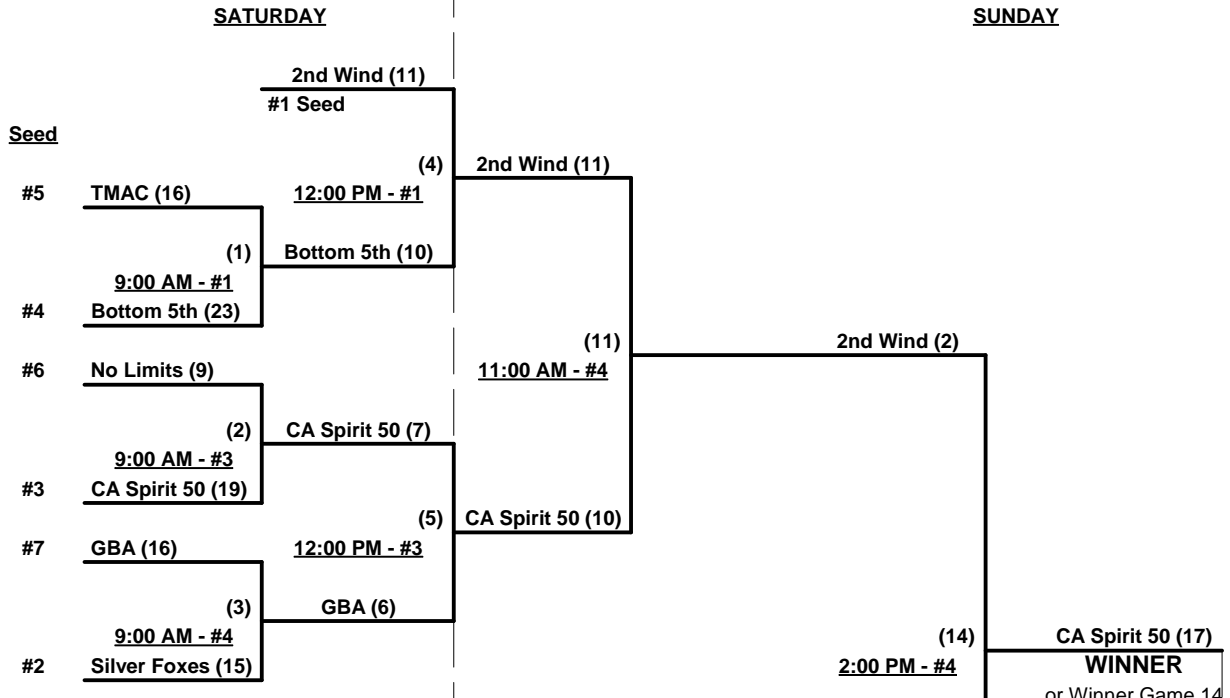 SATURDAY
SUNDAY
2nd Wind (11)
#1 Seed
Seed
(4)
2nd Wind (11)
#5
TMAC (16)
12:00 PM - #1
(1)
Bottom 5th (10)
9:00 AM - #1
#4
Bottom 5th (23)
(11)
2nd Wind (2)
#6
No Limits (9)
11:00 AM - #4
(2)
CA Spirit 50 (7)
9:00 AM - #3
#3
CA Spirit 50 (19)
(5)
CA Spirit 50 (10)
#7
GBA (16)
12:00 PM - #3
(3)
GBA (6)
9:00 AM - #4
(14)
CA Spirit 50 (17)
#2
Silver Foxes (15)
2:00 PM - #4
WINNER
or Winner Game 14